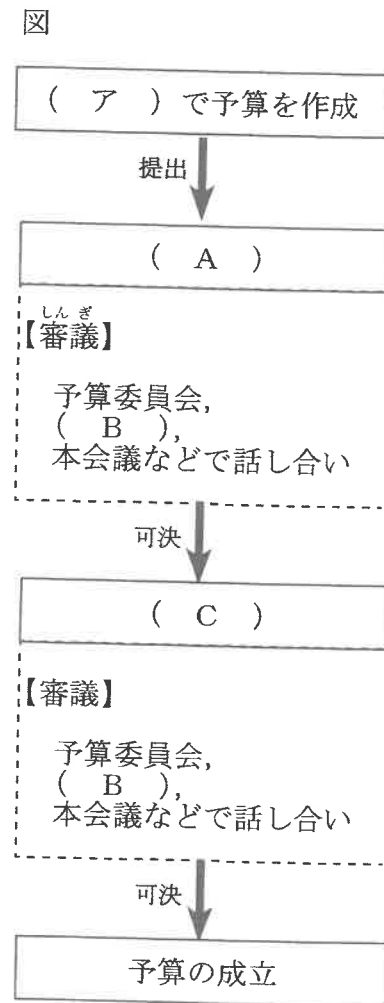 図
( ア )で予算を作成
提出
( A )
しんぎ
【審議】
予算委員会,
( B ),
本会議などで話し合い
可決
( C )
【審議】
予算委員会,
( B ),
本会議などで話し合い
可決
予算の成立